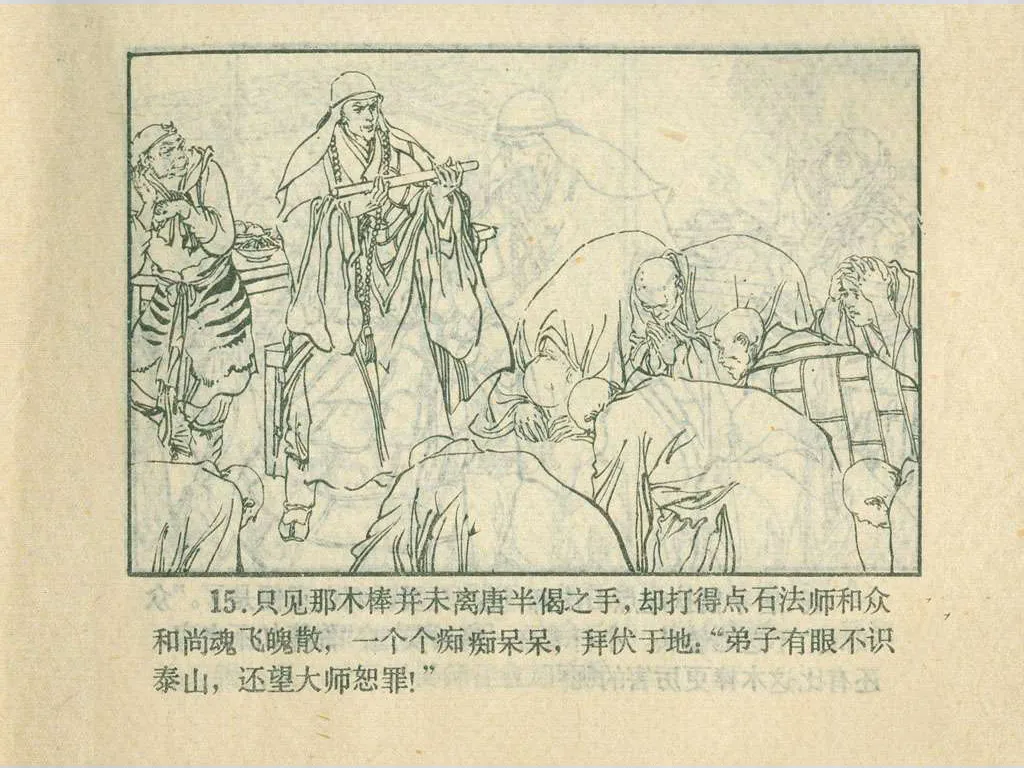 15.只见那木棒并未离唐半偈之手，却打得点石法师和众
和尚魂飞魄散，一个个痴痴呆呆，拜伏于地：“弟子有眼不识
泰山，还望大师恕罪！”